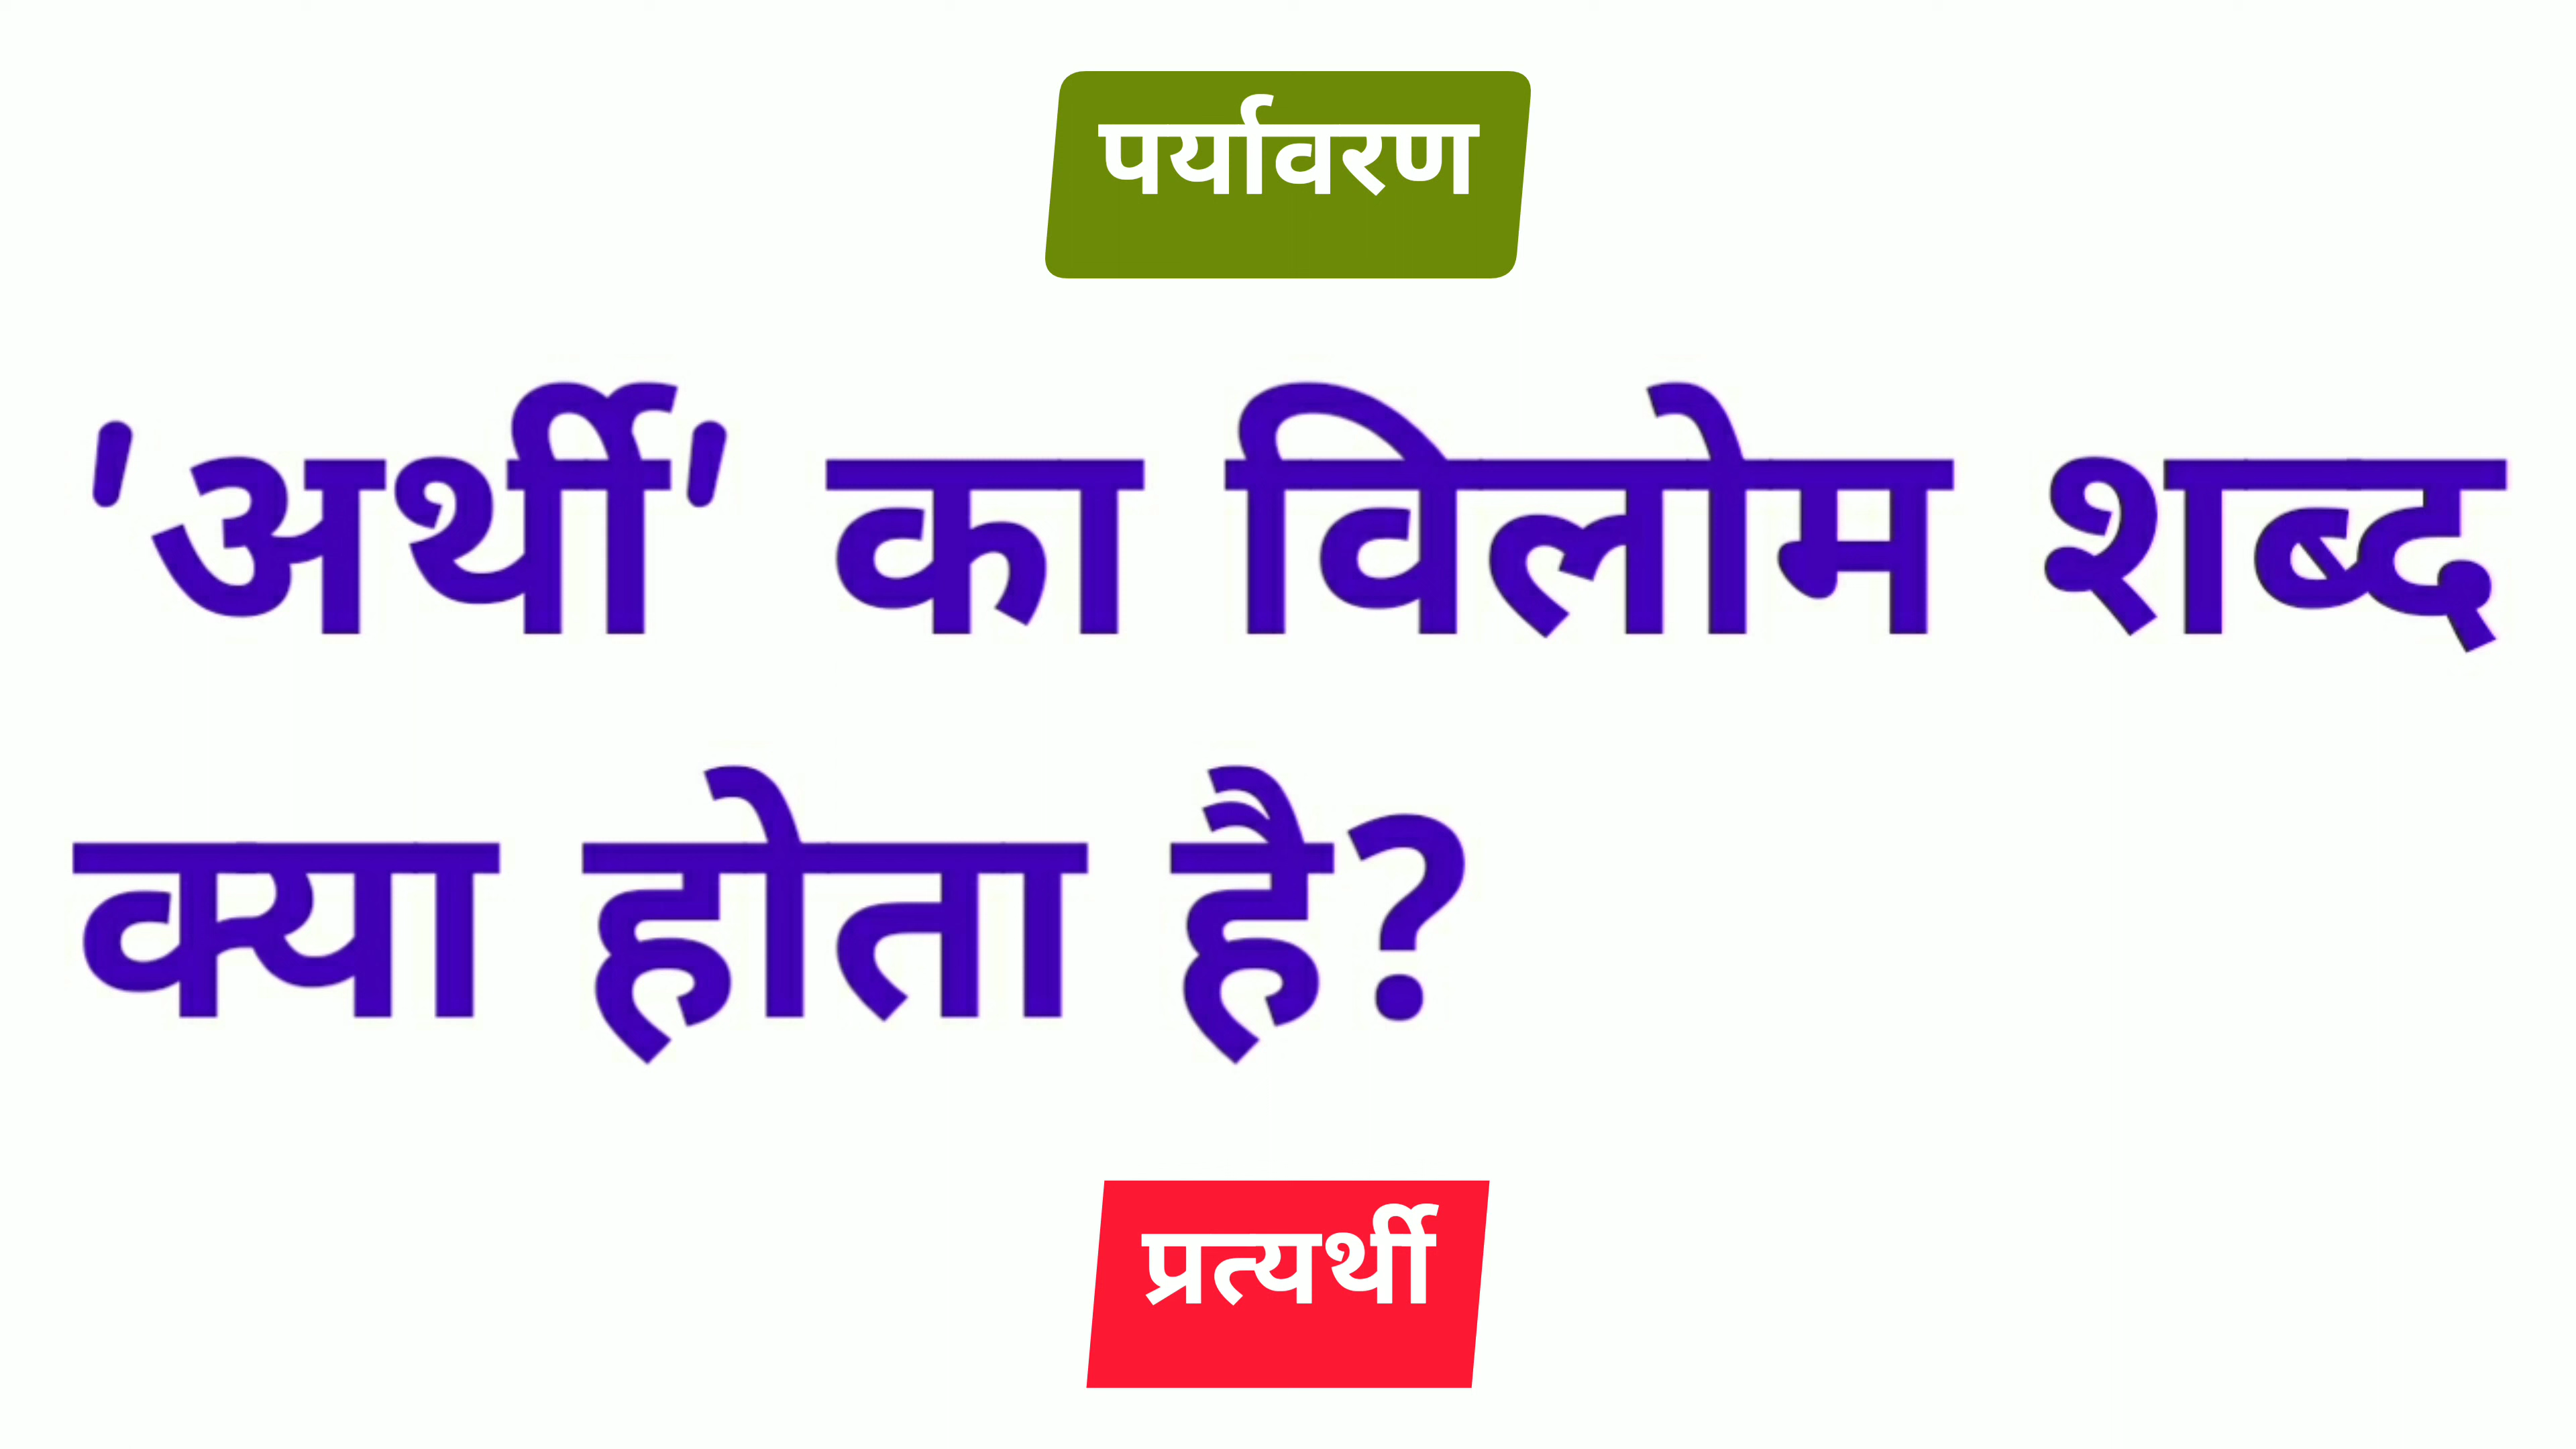 पर्यावरण
'अर्थी' का विलोम शब्द
क्या होता है?
प्रत्यर्थी